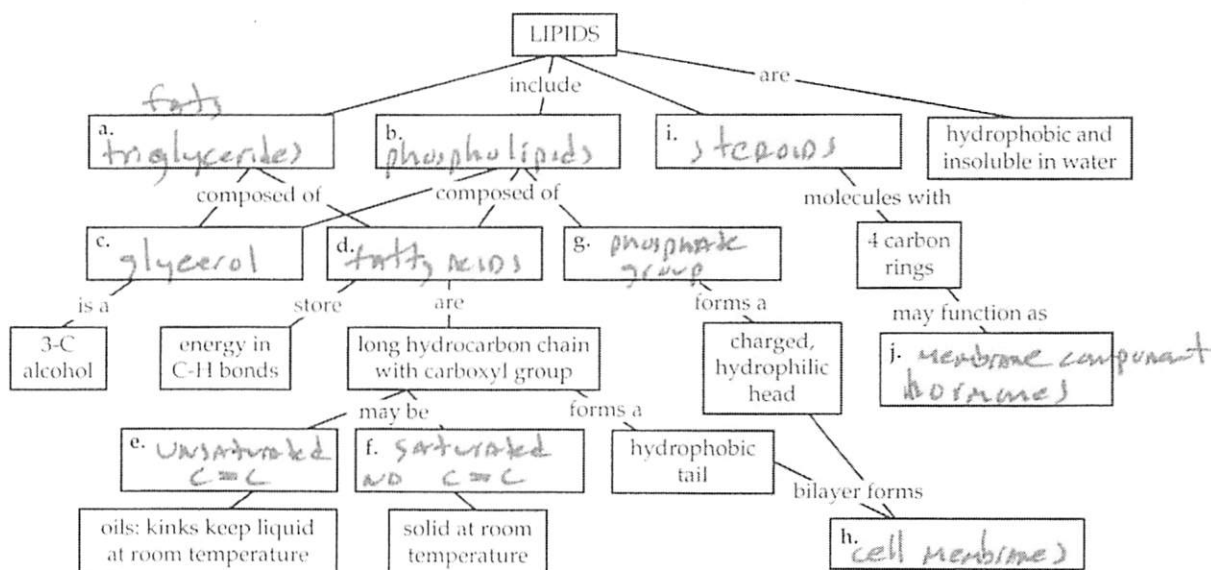 LIPIDS
are
include
fats
a.
triglycerides
b.
phospholipids
i.
steroids
hydrophobic and
insoluble in water
composed of
composed of
molecules with
c.
glycerol
d.
fatty acids
g. phosphate
group
4 carbon
rings
is a
store
are
forms a
may function as
3-C
alcohol
energy in
C-H bonds
long hydrocarbon chain
with carboxyl group
charged,
hydrophilic
head
j. membrane component
hormones
may be
forms a
e. unsaturated
C=C
f. saturated
no C=C
hydrophobic
tail
bilayer forms
oils: kinks keep liquid
at room temperature
solid at room
temperature
h.
cell membranes